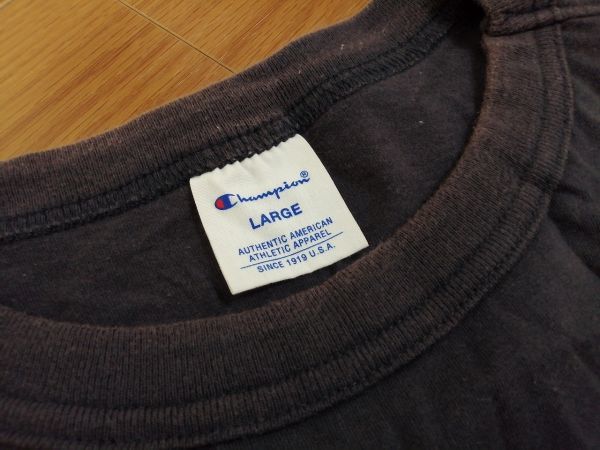 Champion®
LARGE
AUTHENTIC AMERICAN
ATHLETIC APPAREL
SINCE 1919 U.S.A.